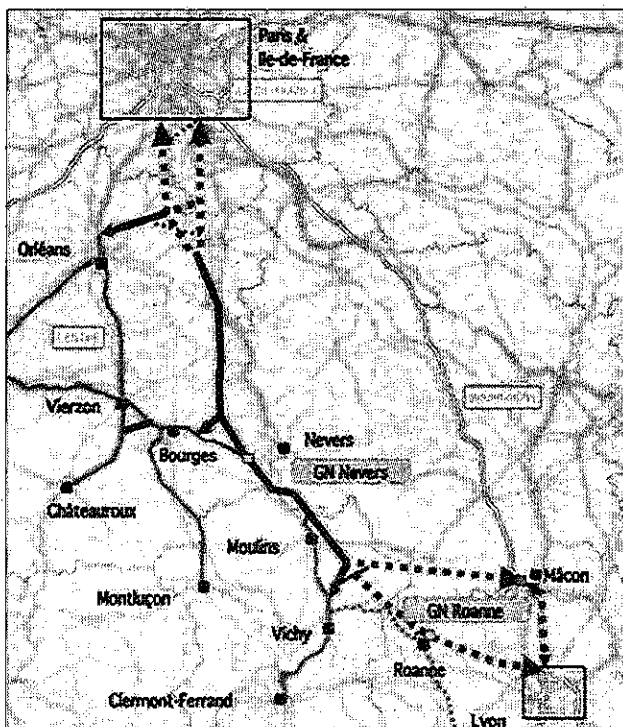 Paris &
Ile-de-France
Orléans
Vierzon
Bourges
Nevers
GN Nevers
Châteauroux
Moulins
Mâcon
Montluçon
GN Roanne
Vichy
Roanne
Clermont-Ferrand
Lyon